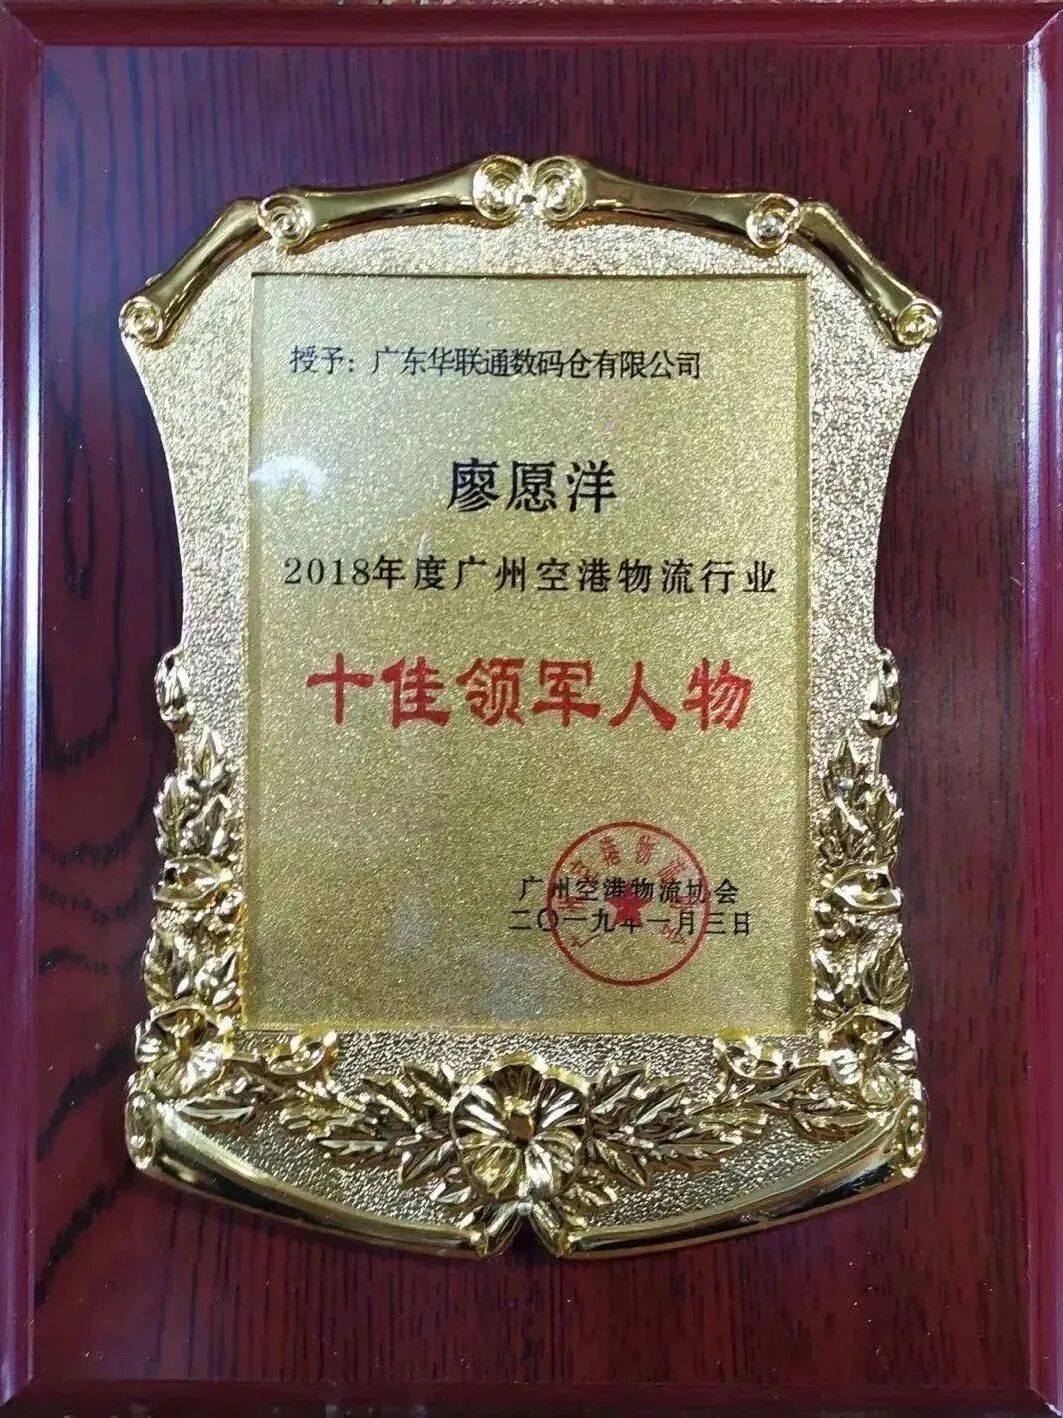 授予：广东华联通数码仓有限公司
廖愿洋
2018年度广州空港物流行业
十佳领军人物
广州空港物流协会
二〇一九年一月三日